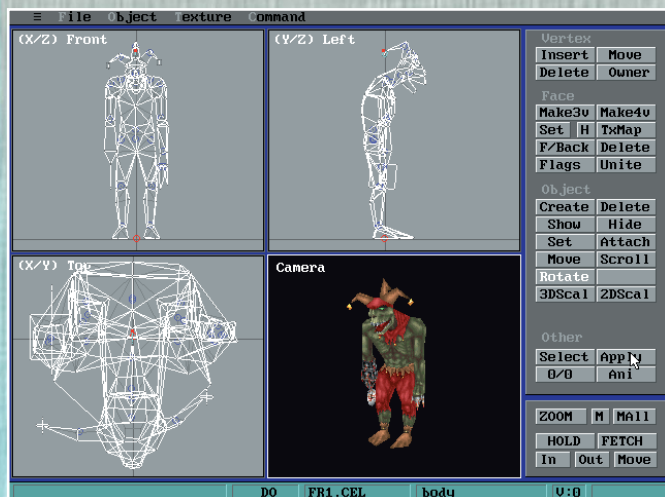 ≡ File Object Texture Command
(X/Z) Front
(Y/Z) Left
Vertex
Insert Move
Delete Owner
Face
Make3v Make4v
Set H TxMap
F/Back Delete
Flags Unite
Object
Create Delete
Show Hide
Set Attach
Move Scroll
Rotate
3DScal 2DScal
(X/Y) Top
Camera
Other
Select Apply
0/0 Ani
ZOOM M MAll
HOLD FETCH
In Out Move
DO FR1.CEL body V:0